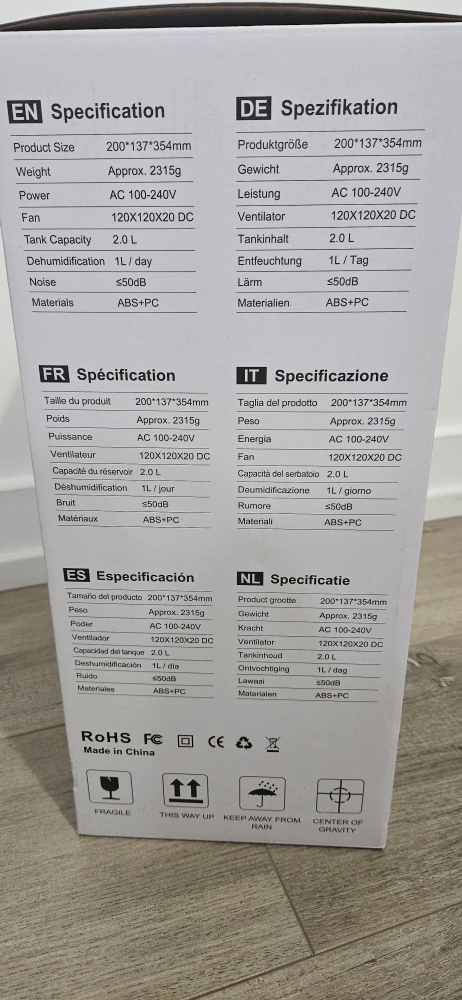 EN Specification
Product Size 200*137*354mm
Weight Approx. 2315g
Power AC 100-240V
Fan 120X120X20 DC
Tank Capacity 2.0 L
Dehumidification 1L / day
Noise ≤50dB
Materials ABS+PC
DE Spezifikation
Produktgröße 200*137*354mm
Gewicht Approx. 2315g
Leistung AC 100-240V
Ventilator 120X120X20 DC
Tankinhalt 2.0 L
Entfeuchtung 1L / Tag
Lärm ≤50dB
Materialien ABS+PC
FR Spécification
Taille du produit 200*137*354mm
Poids Approx. 2315g
Puissance AC 100-240V
Ventilateur 120X120X20 DC
Capacité du réservoir 2.0 L
Déshumidification 1L / jour
Bruit ≤50dB
Matériaux ABS+PC
IT Specificazione
Taglia del prodotto 200*137*354mm
Peso Approx. 2315g
Energia AC 100-240V
Fan 120X120X20 DC
Capacità del serbatoio 2.0 L
Deumidificazione 1L / giorno
Rumore ≤50dB
Materiali ABS+PC
ES Especificación
Tamaño del producto 200*137*354mm
Peso Approx. 2315g
Poder AC 100-240V
Ventilador 120X120X20 DC
Capacidad del tanque 2.0 L
Deshumidificación 1L / día
Ruido ≤50dB
Materiales ABS+PC
NL Specificatie
Product grootte 200*137*354mm
Gewicht Approx. 2315g
Kracht AC 100-240V
Ventilator 120X120X20 DC
Tankinhoud 2.0 L
Ontvochtiging 1L / dag
Lawaai ≤50dB
Materialen ABS+PC
RoHS FC CE
Made in China
FRAGILE
THIS WAY UP
KEEP AWAY FROM
RAIN
CENTER OF
GRAVITY